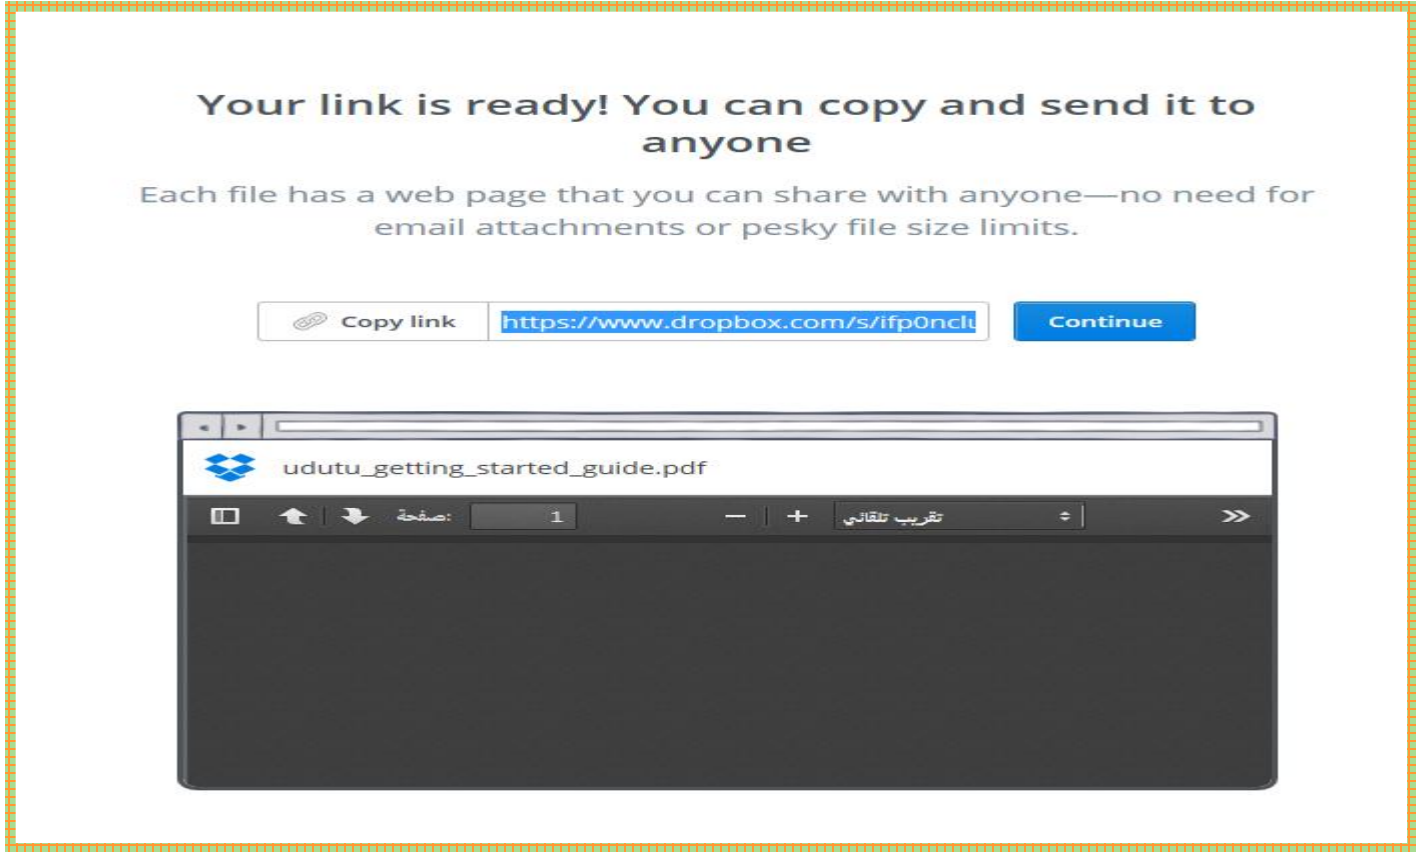 Your link is ready! You can copy and send it to
anyone
Each file has a web page that you can share with anyone—no need for
email attachments or pesky file size limits.
Copy link https://www.dropbox.com/s/ifp0nclu Continue
udutu_getting_started_guide.pdf
صفحة: 1 تقريب تلقائي